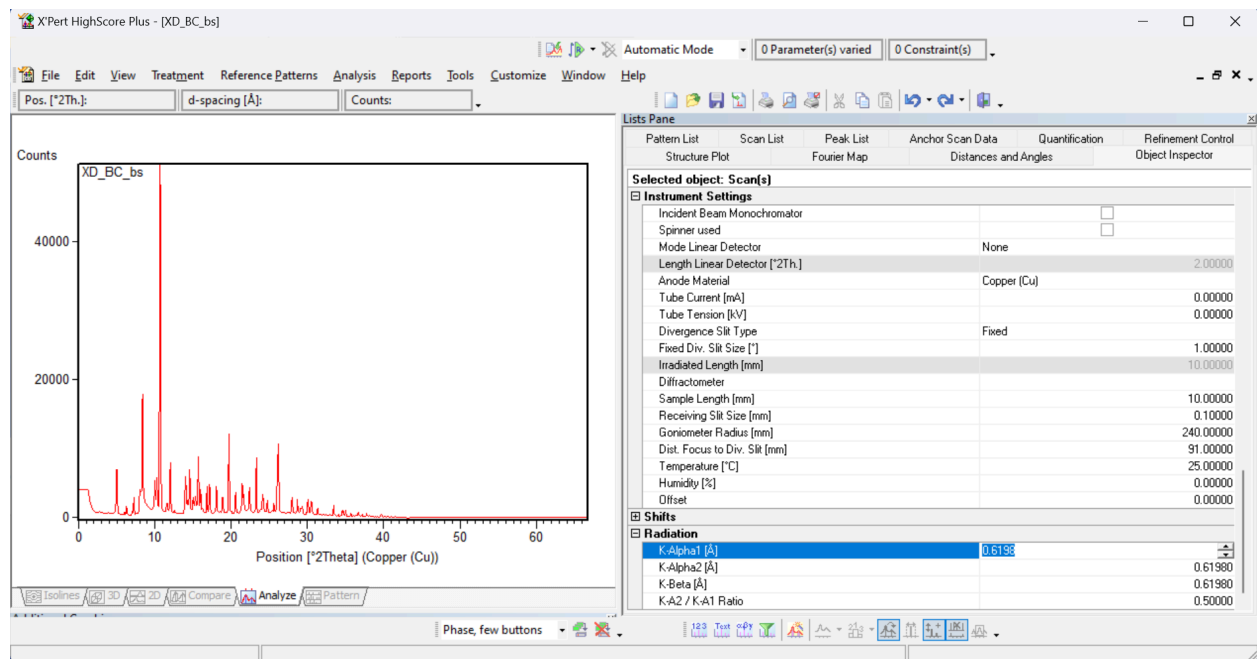 X'Pert HighScore Plus - [XD_BC_bs]
Automatic Mode 0 Parameter(s) varied 0 Constraint(s)
File Edit View Treatment Reference Patterns Analysis Reports Tools Customize Window Help
Pos. [°2Th.]: d-spacing [Å]: Counts:
Counts
XD_BC_bs
40000
20000
0
0 10 20 30 40 50 60
Position [°2Theta] (Copper (Cu))
Isolines 3D 2D Compare Analyze Pattern
Lists Pane
Pattern List Scan List Peak List Anchor Scan Data Quantification Refinement Control
Structure Plot Fourier Map Distances and Angles Object Inspector
Selected object: Scan(s)
Instrument Settings
Incident Beam Monochromator
Spinner used
Mode Linear Detector None
Length Linear Detector [°2Th.] 2.00000
Anode Material Copper (Cu)
Tube Current [mA] 0.00000
Tube Tension [kV] 0.00000
Divergence Slit Type Fixed
Fixed Div. Slit Size [°] 1.00000
Irradiated Length [mm] 10.00000
Diffractometer
Sample Length [mm] 10.00000
Receiving Slit Size [mm] 0.10000
Goniometer Radius [mm] 240.00000
Dist. Focus to Div. Slit [mm] 91.00000
Temperature [°C] 25.00000
Humidity [%] 0.00000
Offset 0.00000
Shifts
Radiation
K-Alpha1 [Å] 0.6198
K-Alpha2 [Å] 0.61980
K-Beta [Å] 0.61980
K-A2 / K-A1 Ratio 0.50000
Phase, few buttons
123 Text αβγ